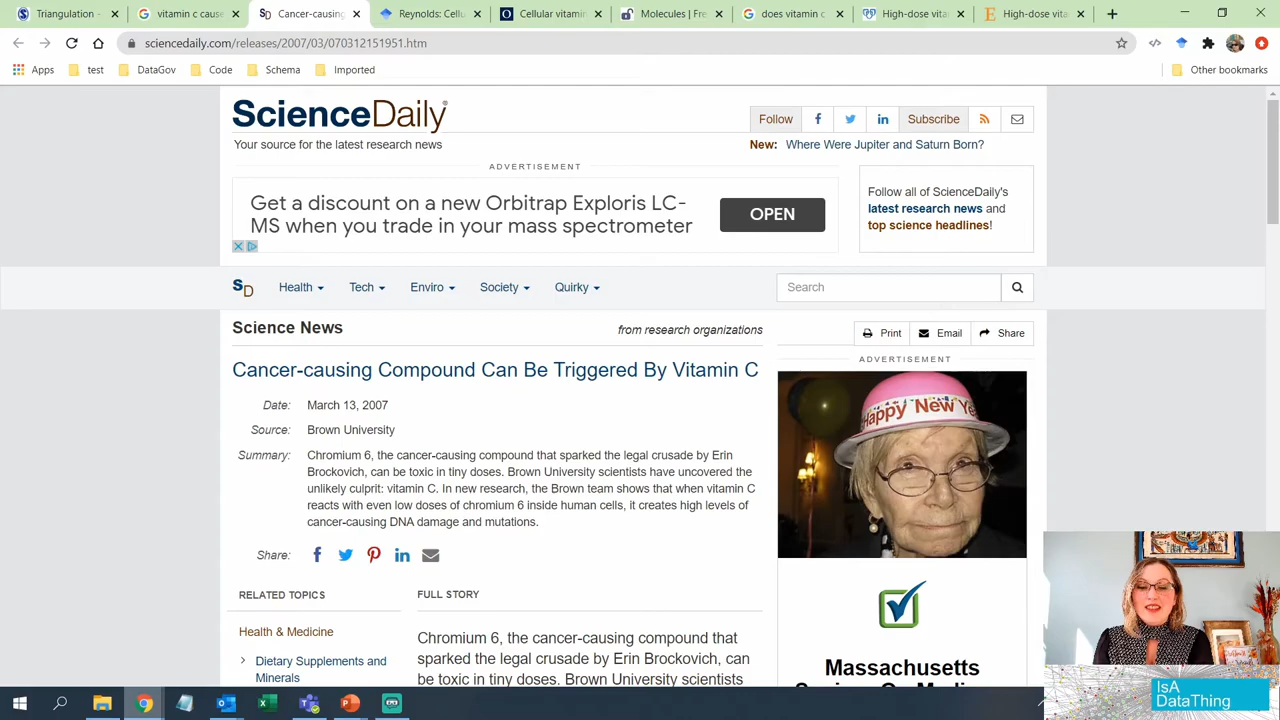 Triangulation -
vitamin c cause
Cancer-causing
Reynolds: Cell
Cellular vitamin
Molecules | Fre
does vitamin c
High-dose vita
High-dose vita
sciencedaily.com/releases/2007/03/070312151951.htm
Apps
test
DataGov
Code
Schema
Imported
Other bookmarks
ScienceDaily
Your source for the latest research news
Follow
Subscribe
New: Where Were Jupiter and Saturn Born?
ADVERTISEMENT
Get a discount on a new Orbitrap Exploris LC-
MS when you trade in your mass spectrometer
OPEN
Follow all of ScienceDaily's
latest research news and
top science headlines!
SD
Health
Tech
Enviro
Society
Quirky
Search
Science News
from research organizations
Print
Email
Share
ADVERTISEMENT
Cancer-causing Compound Can Be Triggered By Vitamin C
Date: March 13, 2007
Source: Brown University
Summary: Chromium 6, the cancer-causing compound that sparked the legal crusade by Erin
Brockovich, can be toxic in tiny doses. Brown University scientists have uncovered the
unlikely culprit: vitamin C. In new research, the Brown team shows that when vitamin C
reacts with even low doses of chromium 6 inside human cells, it creates high levels of
cancer-causing DNA damage and mutations.
Share:
RELATED TOPICS
Health & Medicine
Dietary Supplements and
Minerals
FULL STORY
Chromium 6, the cancer-causing compound that
sparked the legal crusade by Erin Brockovich, can
be toxic in tiny doses. Brown University scientists
Happy New Ye
Massachusetts
IsA
DataThing